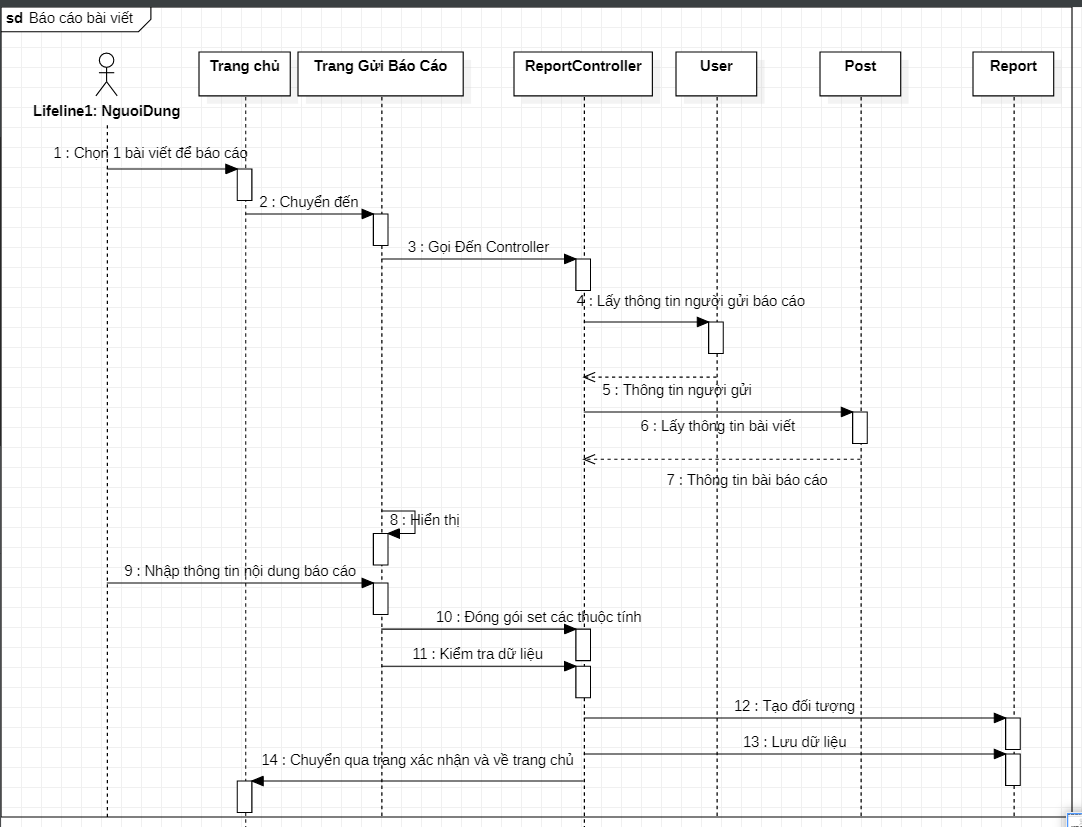 sd Báo cáo bài viết
Trang chủ
Trang Gửi Báo Cáo
ReportController
User
Post
Report
Lifeline1: NguoiDung
1 : Chọn 1 bài viết để báo cáo
2 : Chuyển đến
3 : Gọi Đến Controller
4 : Lấy thông tin người gửi báo cáo
5 : Thông tin người gửi
6 : Lấy thông tin bài viết
7 : Thông tin bài báo cáo
8 : Hiển thị
9 : Nhập thông tin nội dung báo cáo
10 : Đóng gói set các thuộc tính
11 : Kiểm tra dữ liệu
12 : Tạo đối tượng
13 : Lưu dữ liệu
14 : Chuyển qua trạng xác nhận và về trang chủ